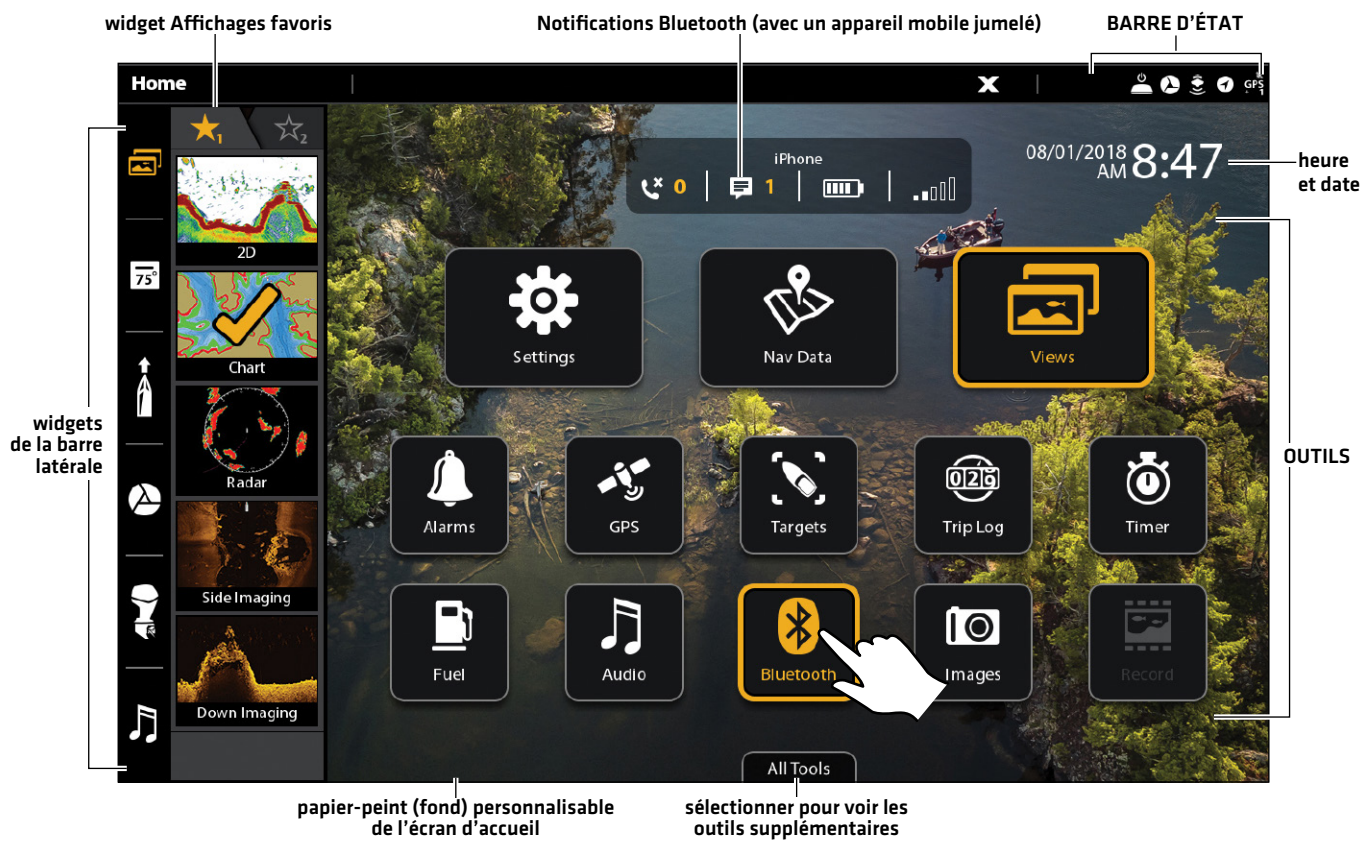 widget Affichages favoris
Notifications Bluetooth (avec un appareil mobile jumelé)
BARRE D'ÉTAT
Home
X
GPS
1
1
2
iPhone
0
1
08/01/2018
AM
8:47
heure
et date
2D
75°
Settings
Nav Data
Views
Chart
widgets
de la barre
latérale
Radar
Alarms
GPS
Targets
029
Trip Log
Timer
OUTILS
Side Imaging
Fuel
Audio
Bluetooth
Images
Record
Down Imaging
All Tools
papier-peint (fond) personnalisable
de l'écran d'accueil
sélectionner pour voir les
outils supplémentaires